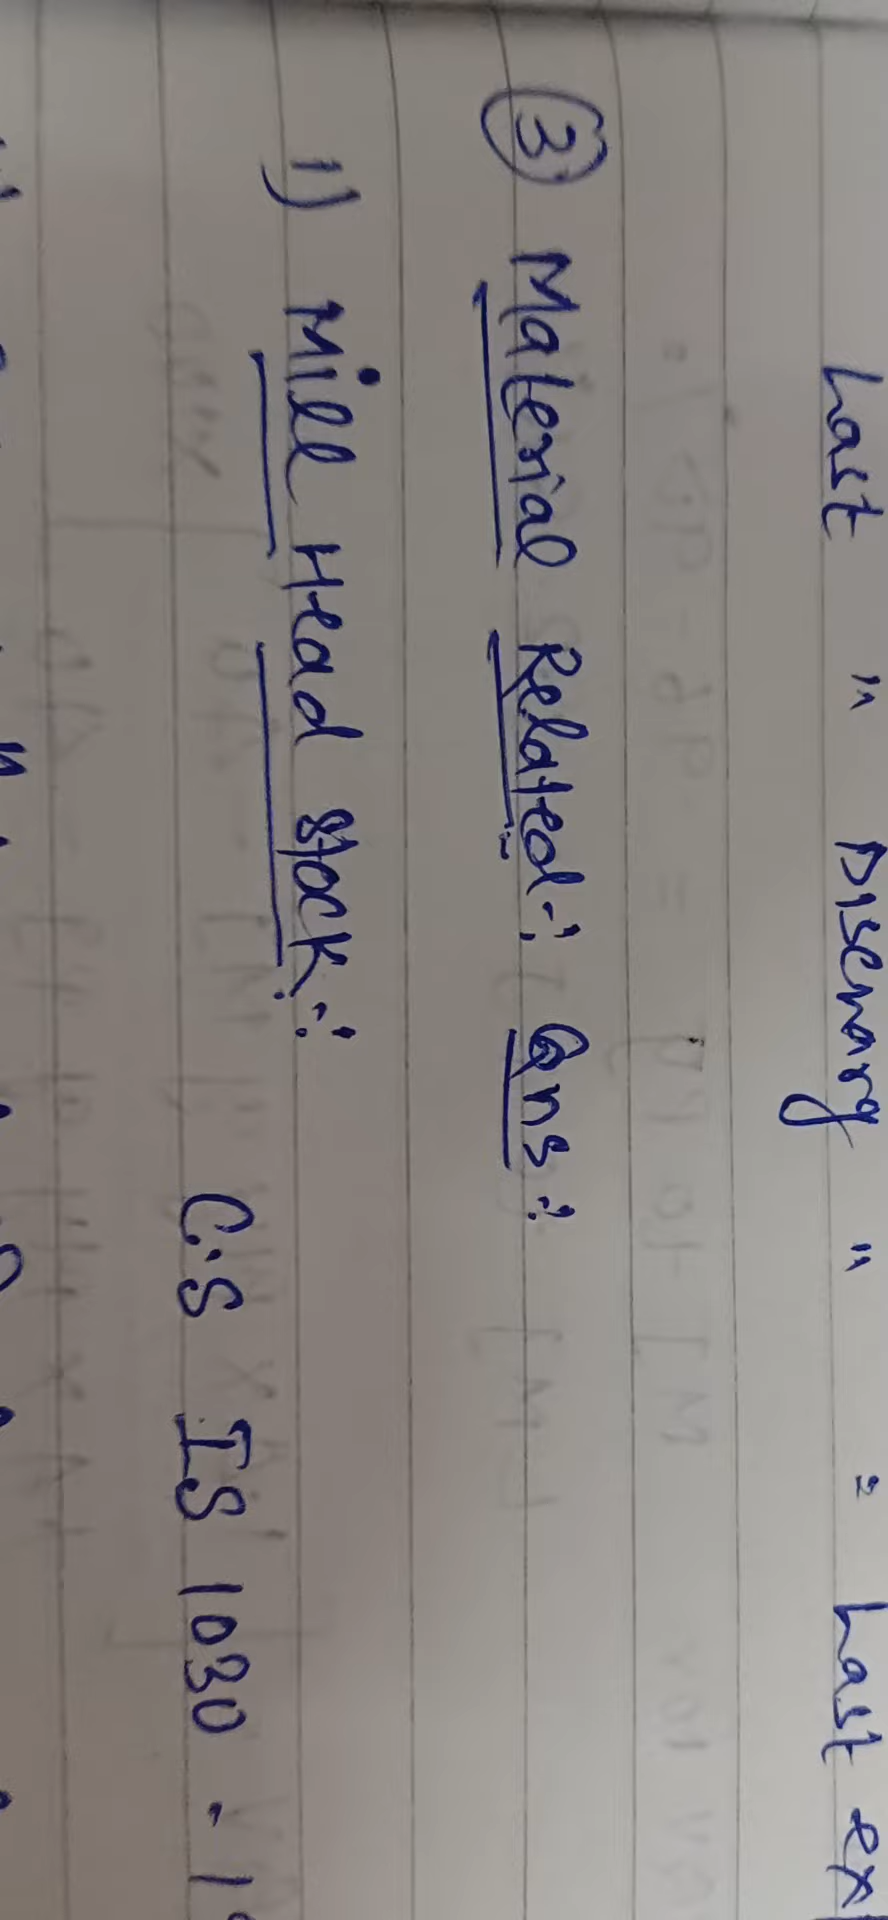 Last " Disenary " " Last ex
③ Material Related:- Qns :-
1) Mill Head stock :-
C.S IS 1030 - 1